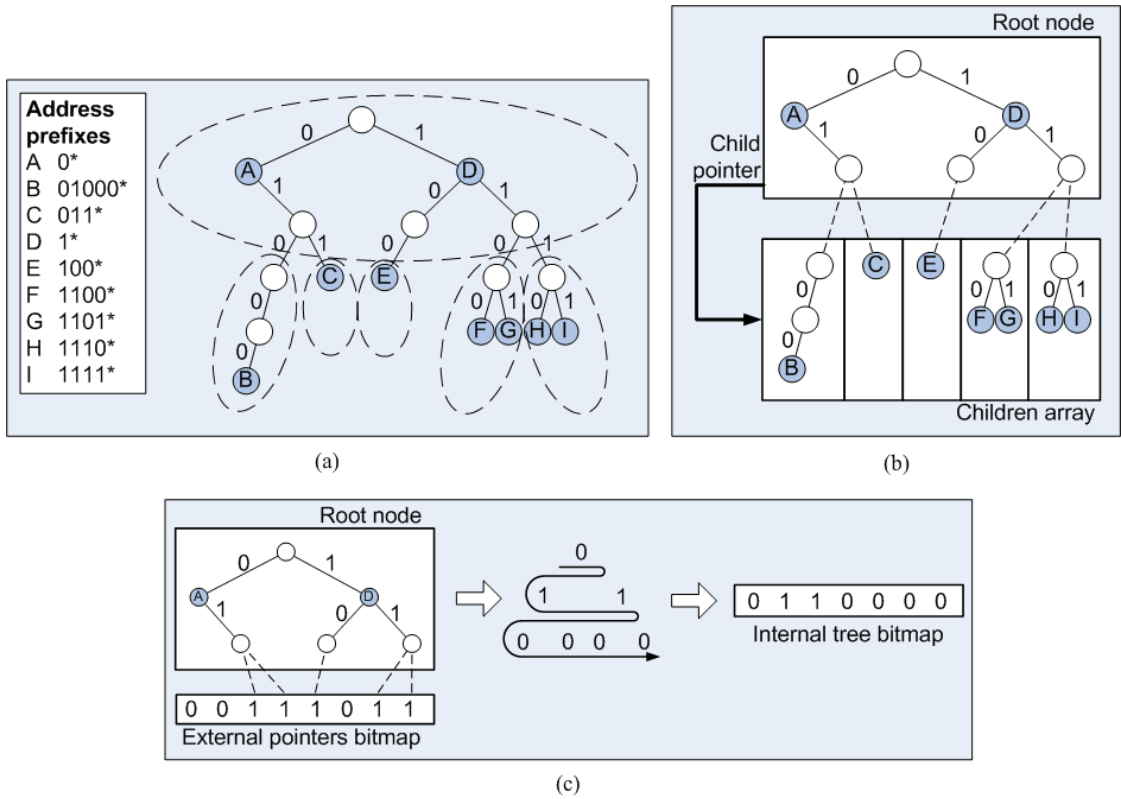 Address
prefixes
A 0*
B 01000*
C 011*
D 1*
E 100*
F 1100*
G 1101*
H 1110*
I 1111*
0 1
A D
1 0 1
0 1 0 0 1
C E
0 0 1 0 1
F G H I
0
B
(a)
Root node
0 1
A D
1 0 1
Child
pointer
C E
0 0 1 0 1
F G H I
0
B
Children array
(b)
Root node
0 1
A D
1 0 1
0 0 1 1 1 0 1 1
External pointers bitmap
0
1 1
0 0 0 0
0 1 1 0 0 0 0
Internal tree bitmap
(c)